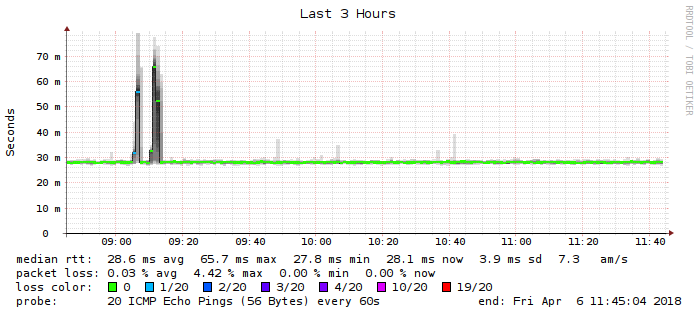 Last 3 Hours
RRDTOOL / TOBI OETIKER
Seconds
70 m
60 m
50 m
40 m
30 m
20 m
10 m
0
09:00 09:20 09:40 10:00 10:20 10:40 11:00 11:20 11:40
median rtt: 28.6 ms avg 65.7 ms max 27.8 ms min 28.1 ms now 3.9 ms sd 7.3 am/s
packet loss: 0.03 % avg 4.42 % max 0.00 % min 0.00 % now
loss color: 0 1/20 2/20 3/20 4/20 10/20 19/20
probe: 20 ICMP Echo Pings (56 Bytes) every 60s end: Fri Apr 6 11:45:04 2018